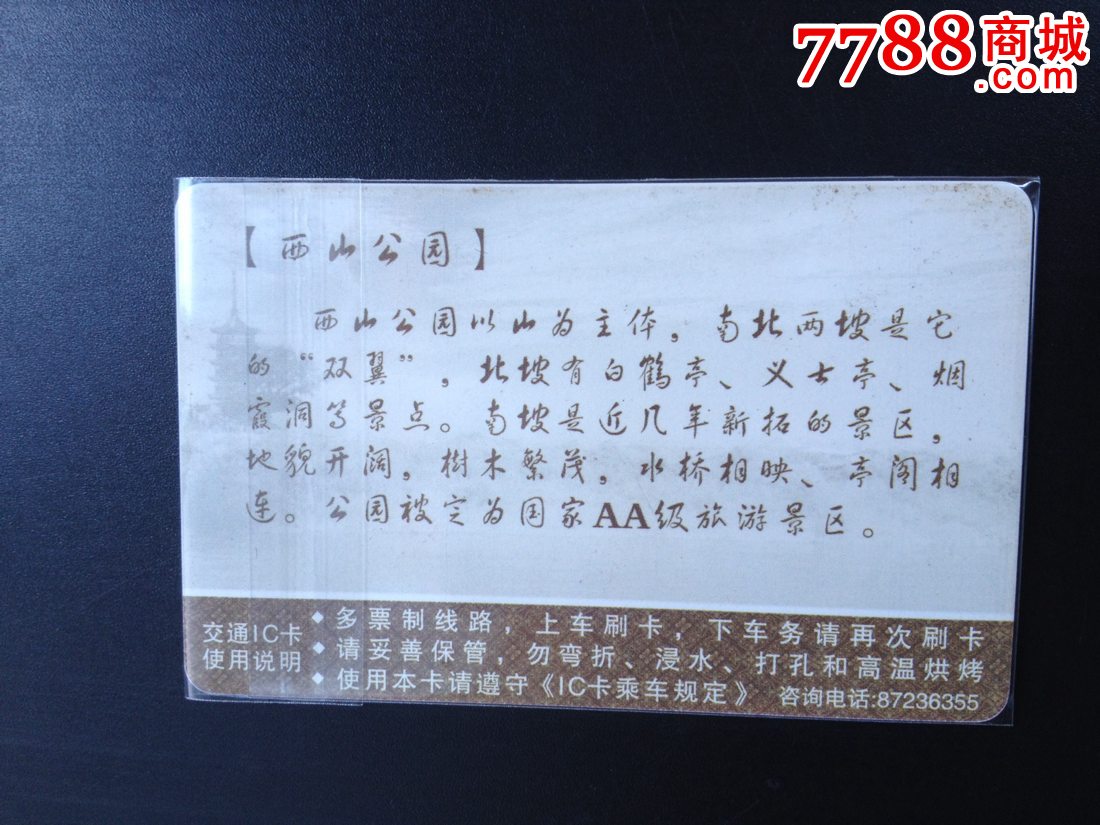 7788商城
.com
【西山公园】
西山公园以山为主体，南北两坡是它
的“双翼”，北坡有白鹤亭、义士亭、烟
霞洞等景点。南坡是近几年新拓的景区，
地貌开阔，樹木繁茂，水桥相映、亭阁相
连。公园被定为国家AA级旅游景区。
交通IC卡
使用说明
◆多票制线路，上车刷卡，下车务请再次刷卡
◆请妥善保管，勿弯折、浸水、打孔和高温烘烤
◆使用本卡请遵守《IC卡乘车规定》 咨询电话:87236355